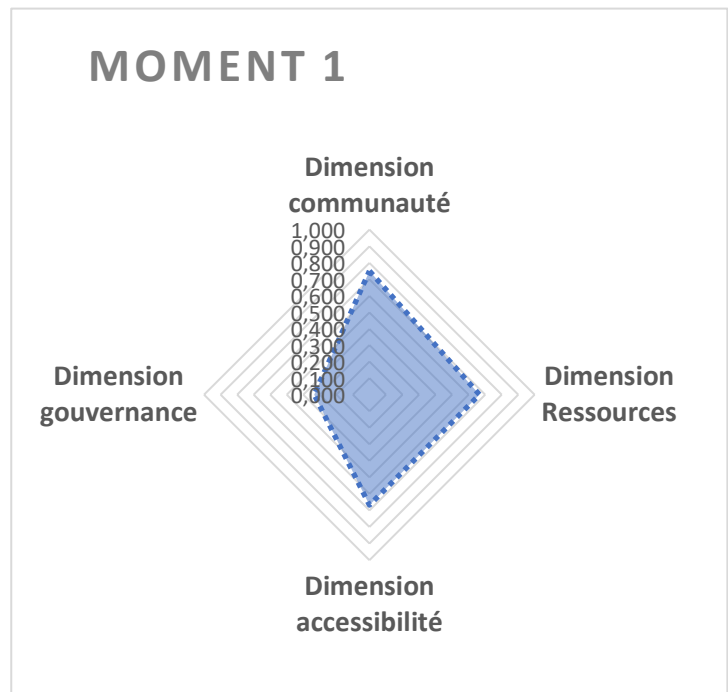 MOMENT 1
Dimension
communauté
1,000
0,900
0,800
0,700
0,600
0,500
0,400
0,300
0,200
0,100
0,000
Dimension
gouvernance
Dimension
Ressources
Dimension
accessibilité